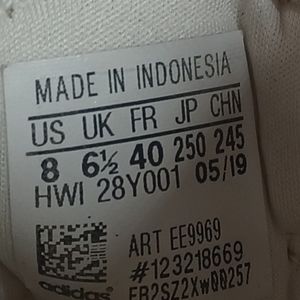 MADE IN INDONESIA
US UK FR JP CHN
8 6½ 40 250 245
HWI 28Y001 05/19
ART EE9969
#123218669
adidas EB2SZ2XW00257